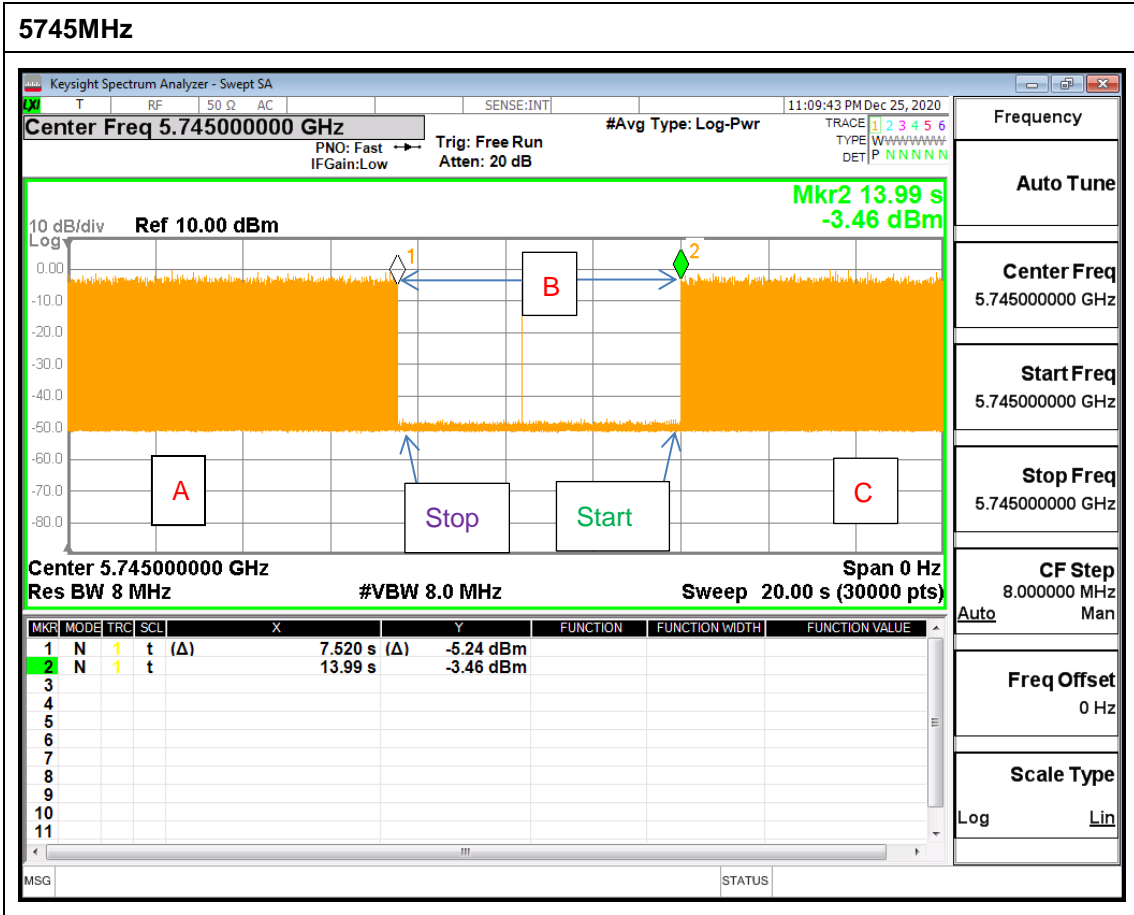 5745MHz
Keysight Spectrum Analyzer - Swept SA
LXI T RF 50 Ω AC SENSE:INT 11:09:43 PM Dec 25, 2020
Center Freq 5.745000000 GHz
PNO: Fast
IFGain:Low
Trig: Free Run
Atten: 20 dB
#Avg Type: Log-Pwr
TRACE 1 2 3 4 5 6
TYPE WWWWWW
DET P N N N N N
Mkr2 13.99 s
-3.46 dBm
10 dB/div Ref 10.00 dBm
Log
0.00
-10.0
-20.0
-30.0
-40.0
-50.0
-60.0
-70.0
-80.0
1
2
B
A
C
Stop
Start
Center 5.745000000 GHz Span 0 Hz
Res BW 8 MHz #VBW 8.0 MHz Sweep 20.00 s (30000 pts)
MKR MODE TRC SCL X Y FUNCTION FUNCTION WIDTH FUNCTION VALUE
1 N 1 t (Δ) 7.520 s (Δ) -5.24 dBm
2 N 1 t 13.99 s -3.46 dBm
3
4
5
6
7
8
9
10
11
MSG STATUS
Frequency
Auto Tune
Center Freq
5.745000000 GHz
Start Freq
5.745000000 GHz
Stop Freq
5.745000000 GHz
CF Step
8.000000 MHz
Auto Man
Freq Offset
0 Hz
Scale Type
Log Lin